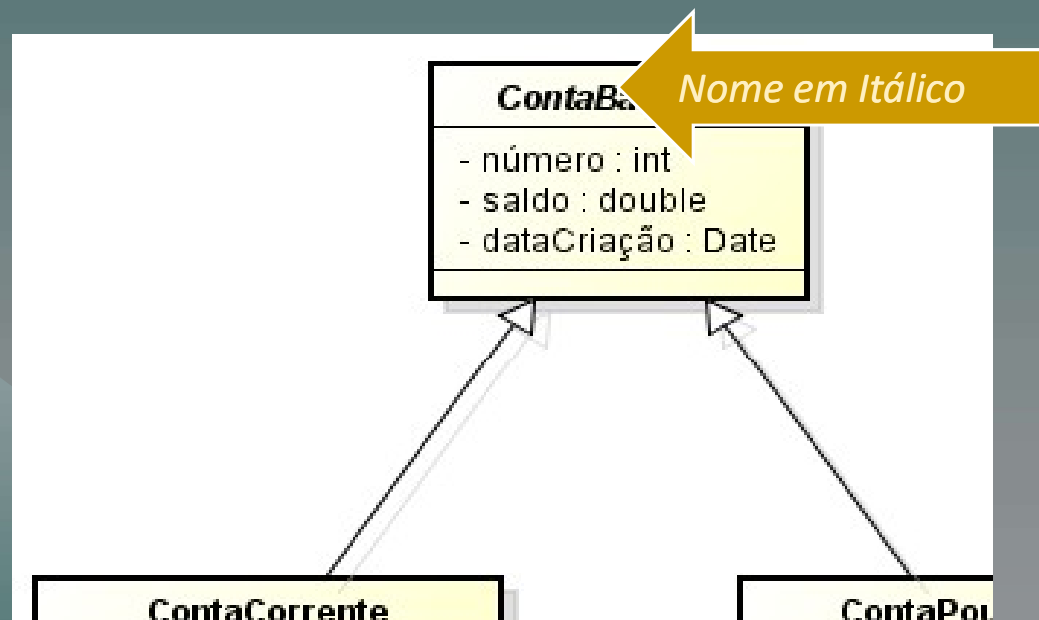 Nome em Itálico
- número : int
- saldo : double
- dataCriação : Date
ContaCorrente